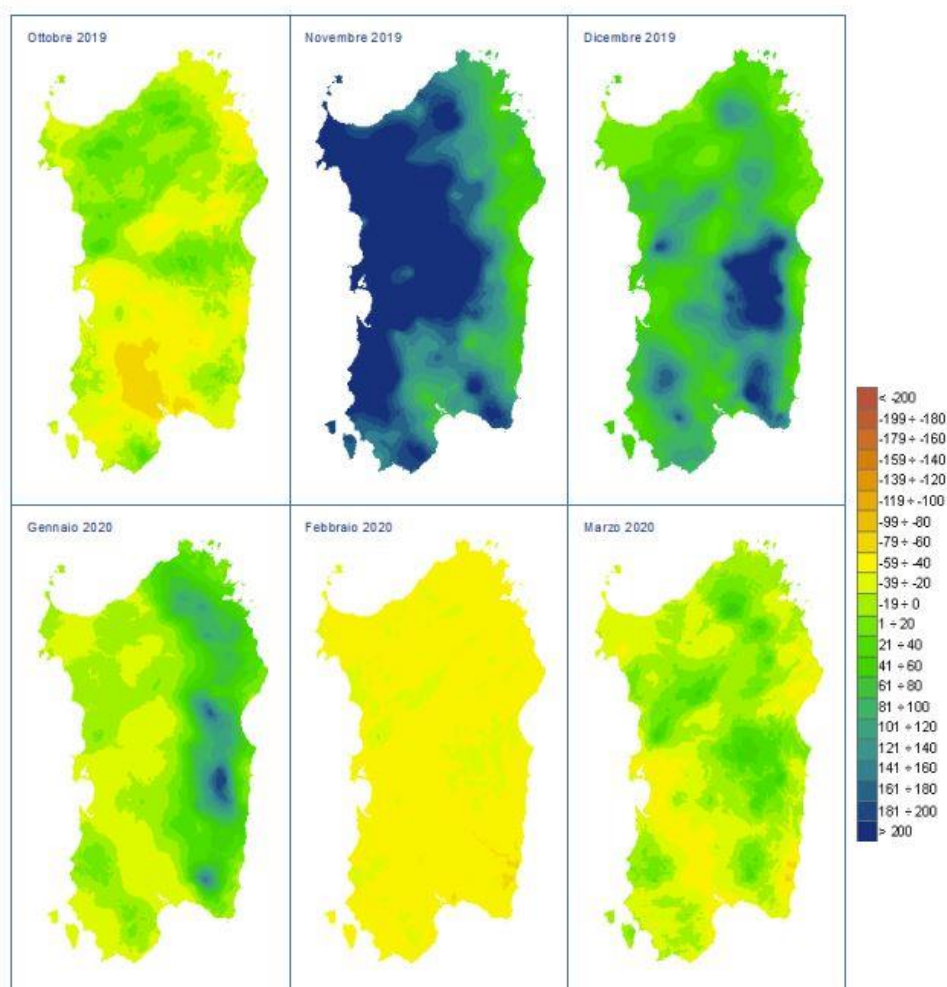 Ottobre 2019
Novembre 2019
Dicembre 2019
Gennaio 2020
Febbraio 2020
Marzo 2020
< -200
-199 ÷ -180
-179 ÷ -160
-159 ÷ -140
-139 ÷ -120
-119 ÷ -100
-99 ÷ -80
-79 ÷ -60
-59 ÷ -40
-39 ÷ -20
-19 ÷ 0
1 ÷ 20
21 ÷ 40
41 ÷ 60
61 ÷ 80
81 ÷ 100
101 ÷ 120
121 ÷ 140
141 ÷ 160
161 ÷ 180
181 ÷ 200
> 200